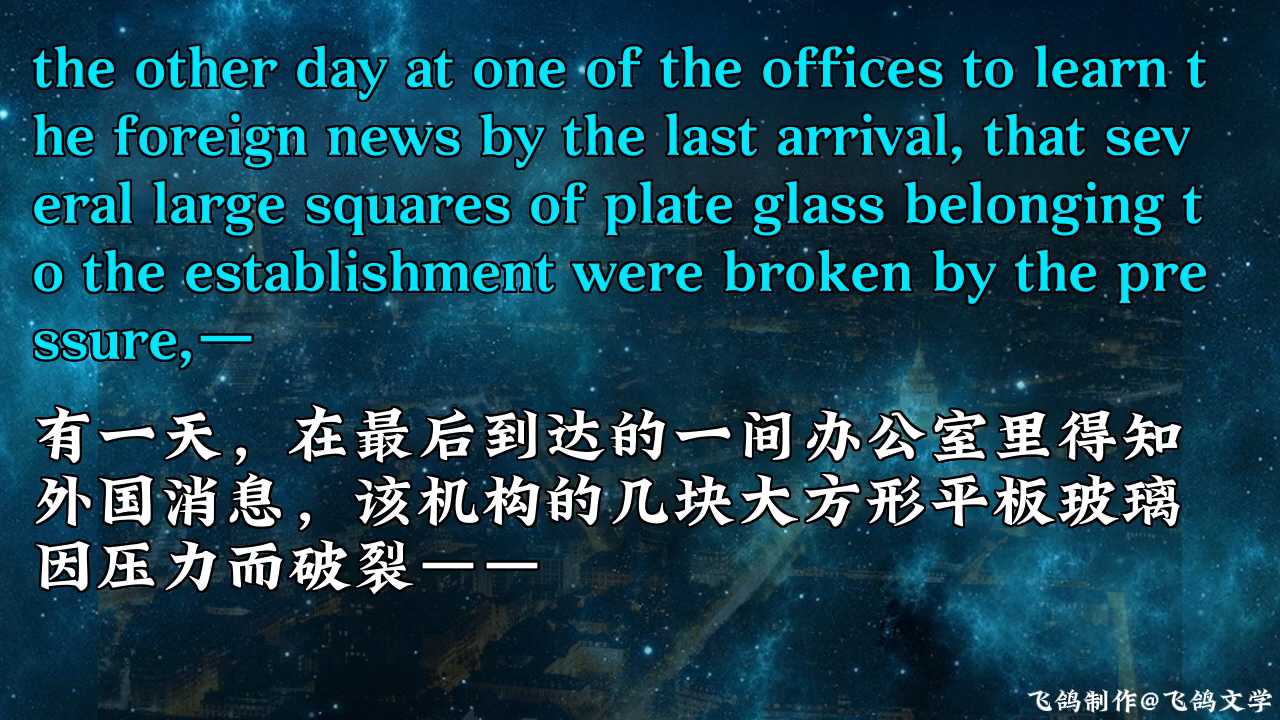 the other day at one of the offices to learn t
he foreign news by the last arrival, that sev
eral large squares of plate glass belonging t
o the establishment were broken by the pre
ssure,—
有一天，在最后到达的一间办公室里得知
外国消息，该机构的几块大方形平板玻璃
因压力而破裂——
飞鸽制作@飞鸽文学